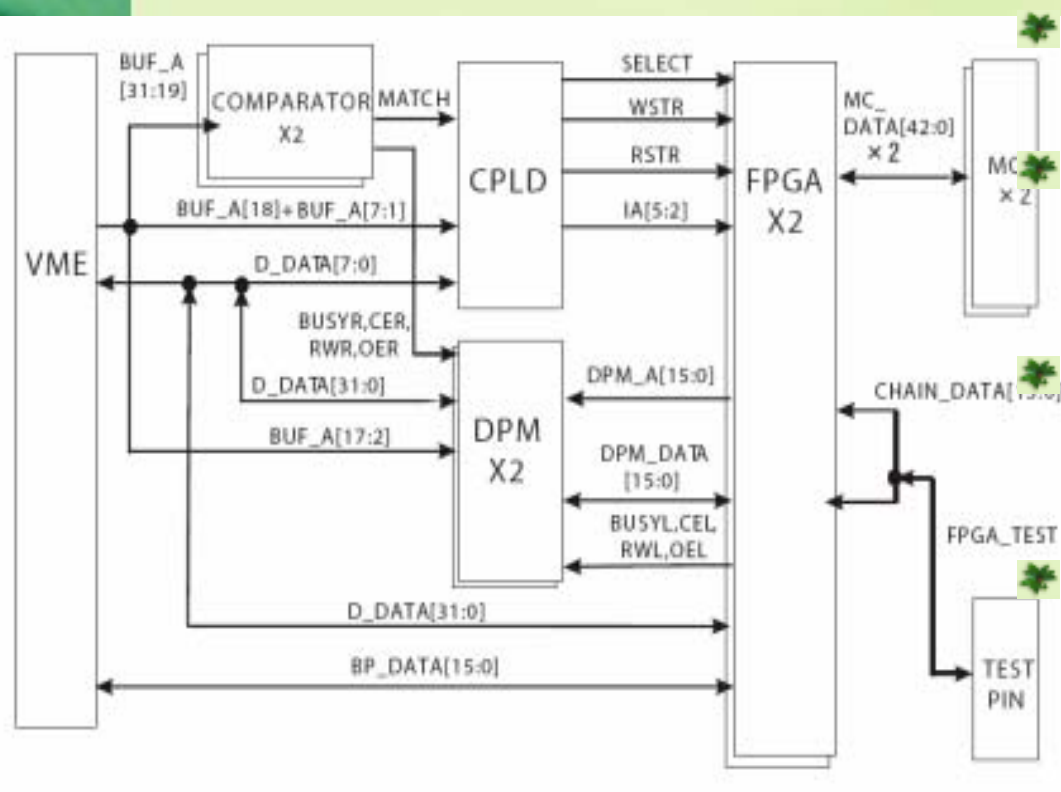 BUF_A
[31:19]
COMPARATOR
X2
MATCH
SELECT
WSTR
RSTR
IA[5:2]
CPLD
FPGA
X2
MC_
DATA[42:0]
×2
× 2
VME
BUF_A[18]+BUF_A[7:1]
D_DATA[7:0]
BUSYR,CER,
RWR,OER
D_DATA[31:0]
BUF_A[17:2]
DPM
X2
DPM_A[15:0]
DPM_DATA
[15:0]
BUSYL,CEL,
RWL,OEL
CHAIN_DATA[
FPGA_TEST
TEST
PIN
D_DATA[31:0]
BP_DATA[15:0]